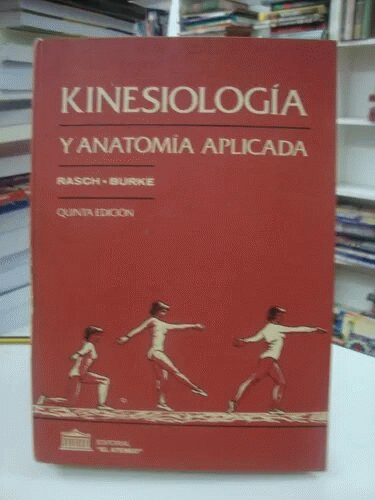 KINESIOLOGÍA
Y ANATOMÍA APLICADA
RASCH • BURKE
QUINTA EDICIÓN
EDITORIAL
"EL ATENEO"